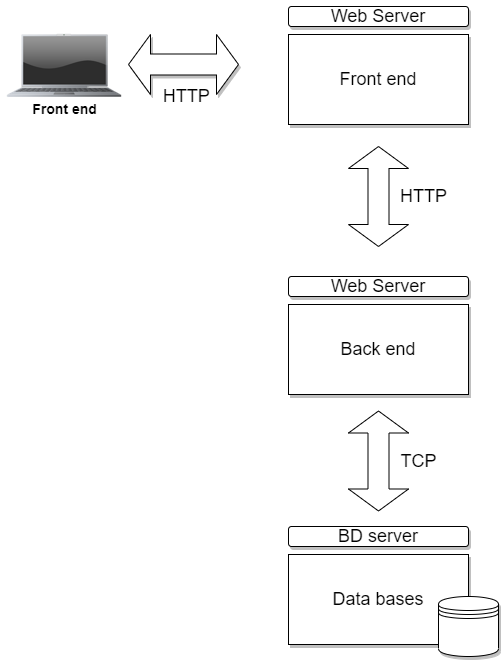 Web Server
Front end
Front end
HTTP
HTTP
Web Server
Back end
TCP
BD server
Data bases